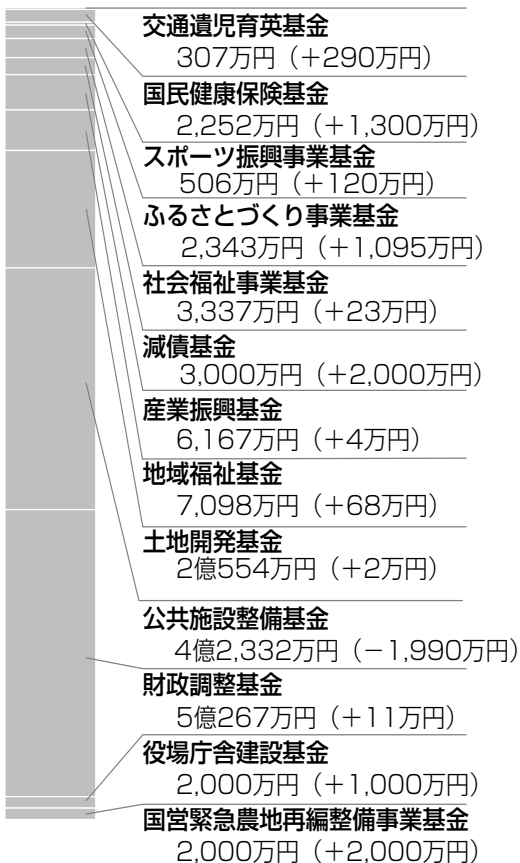 交通遺児育英基金
307万円（＋290万円）
国民健康保険基金
2,252万円（＋1,300万円）
スポーツ振興事業基金
506万円（＋120万円）
ふるさとづくり事業基金
2,343万円（＋1,095万円）
社会福祉事業基金
3,337万円（＋23万円）
減債基金
3,000万円（＋2,000万円）
産業振興基金
6,167万円（＋4万円）
地域福祉基金
7,098万円（＋68万円）
土地開発基金
2億554万円（＋2万円）
公共施設整備基金
4億2,332万円（－1,990万円）
財政調整基金
5億267万円（＋11万円）
役場庁舎建設基金
2,000万円（＋1,000万円）
国営緊急農地再編整備事業基金
2,000万円（＋2,000万円）